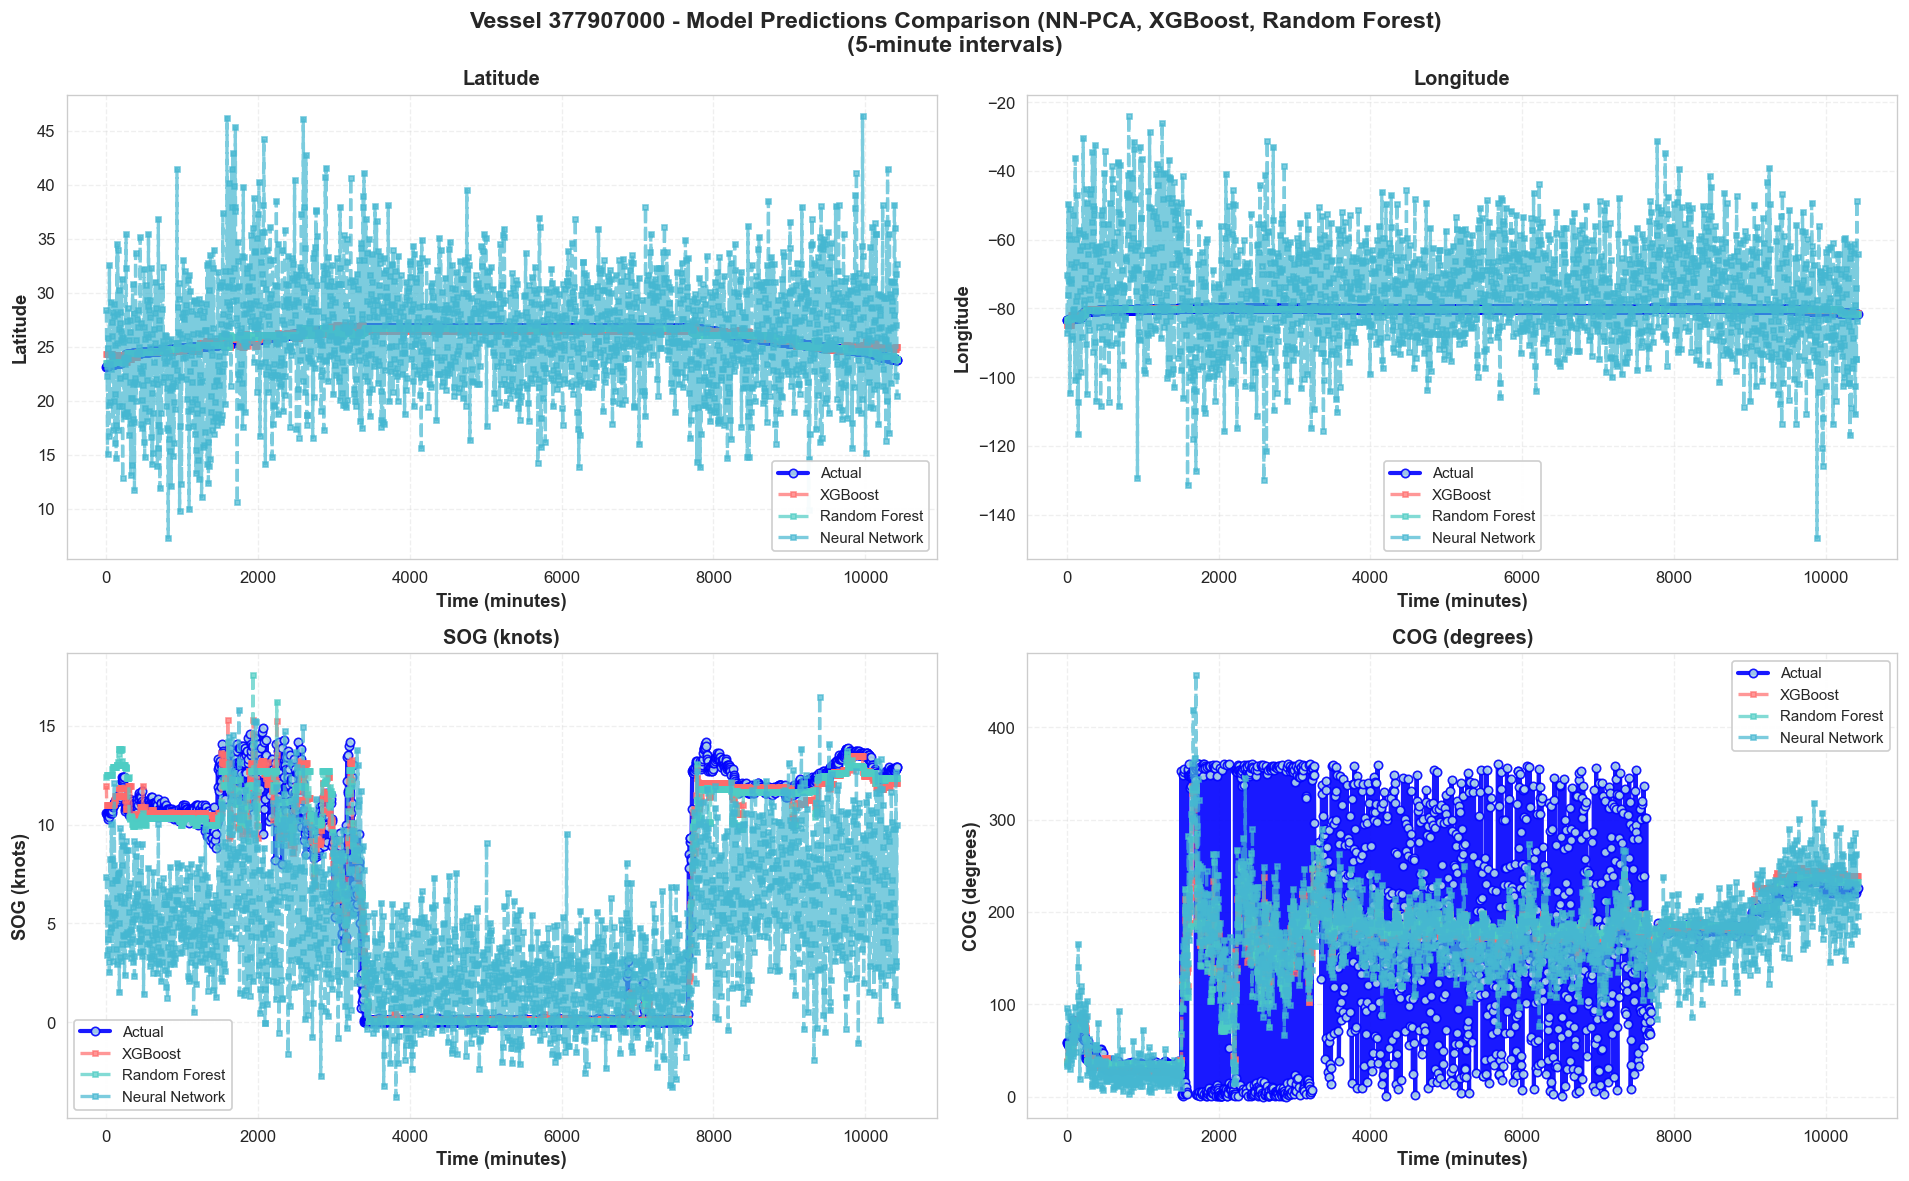 Vessel 377907000 - Model Predictions Comparison (NN-PCA, XGBoost, Random Forest)
(5-minute intervals)
Latitude
Latitude
45
40
35
30
25
20
15
10
0
2000
4000
6000
8000
10000
Time (minutes)
Actual
XGBoost
Random Forest
Neural Network
Longitude
Longitude
−20
−40
−60
−80
−100
−120
−140
0
2000
4000
6000
8000
10000
Time (minutes)
Actual
XGBoost
Random Forest
Neural Network
SOG (knots)
SOG (knots)
15
10
5
0
0
2000
4000
6000
8000
10000
Time (minutes)
Actual
XGBoost
Random Forest
Neural Network
COG (degrees)
COG (degrees)
400
300
200
100
0
0
2000
4000
6000
8000
10000
Time (minutes)
Actual
XGBoost
Random Forest
Neural Network